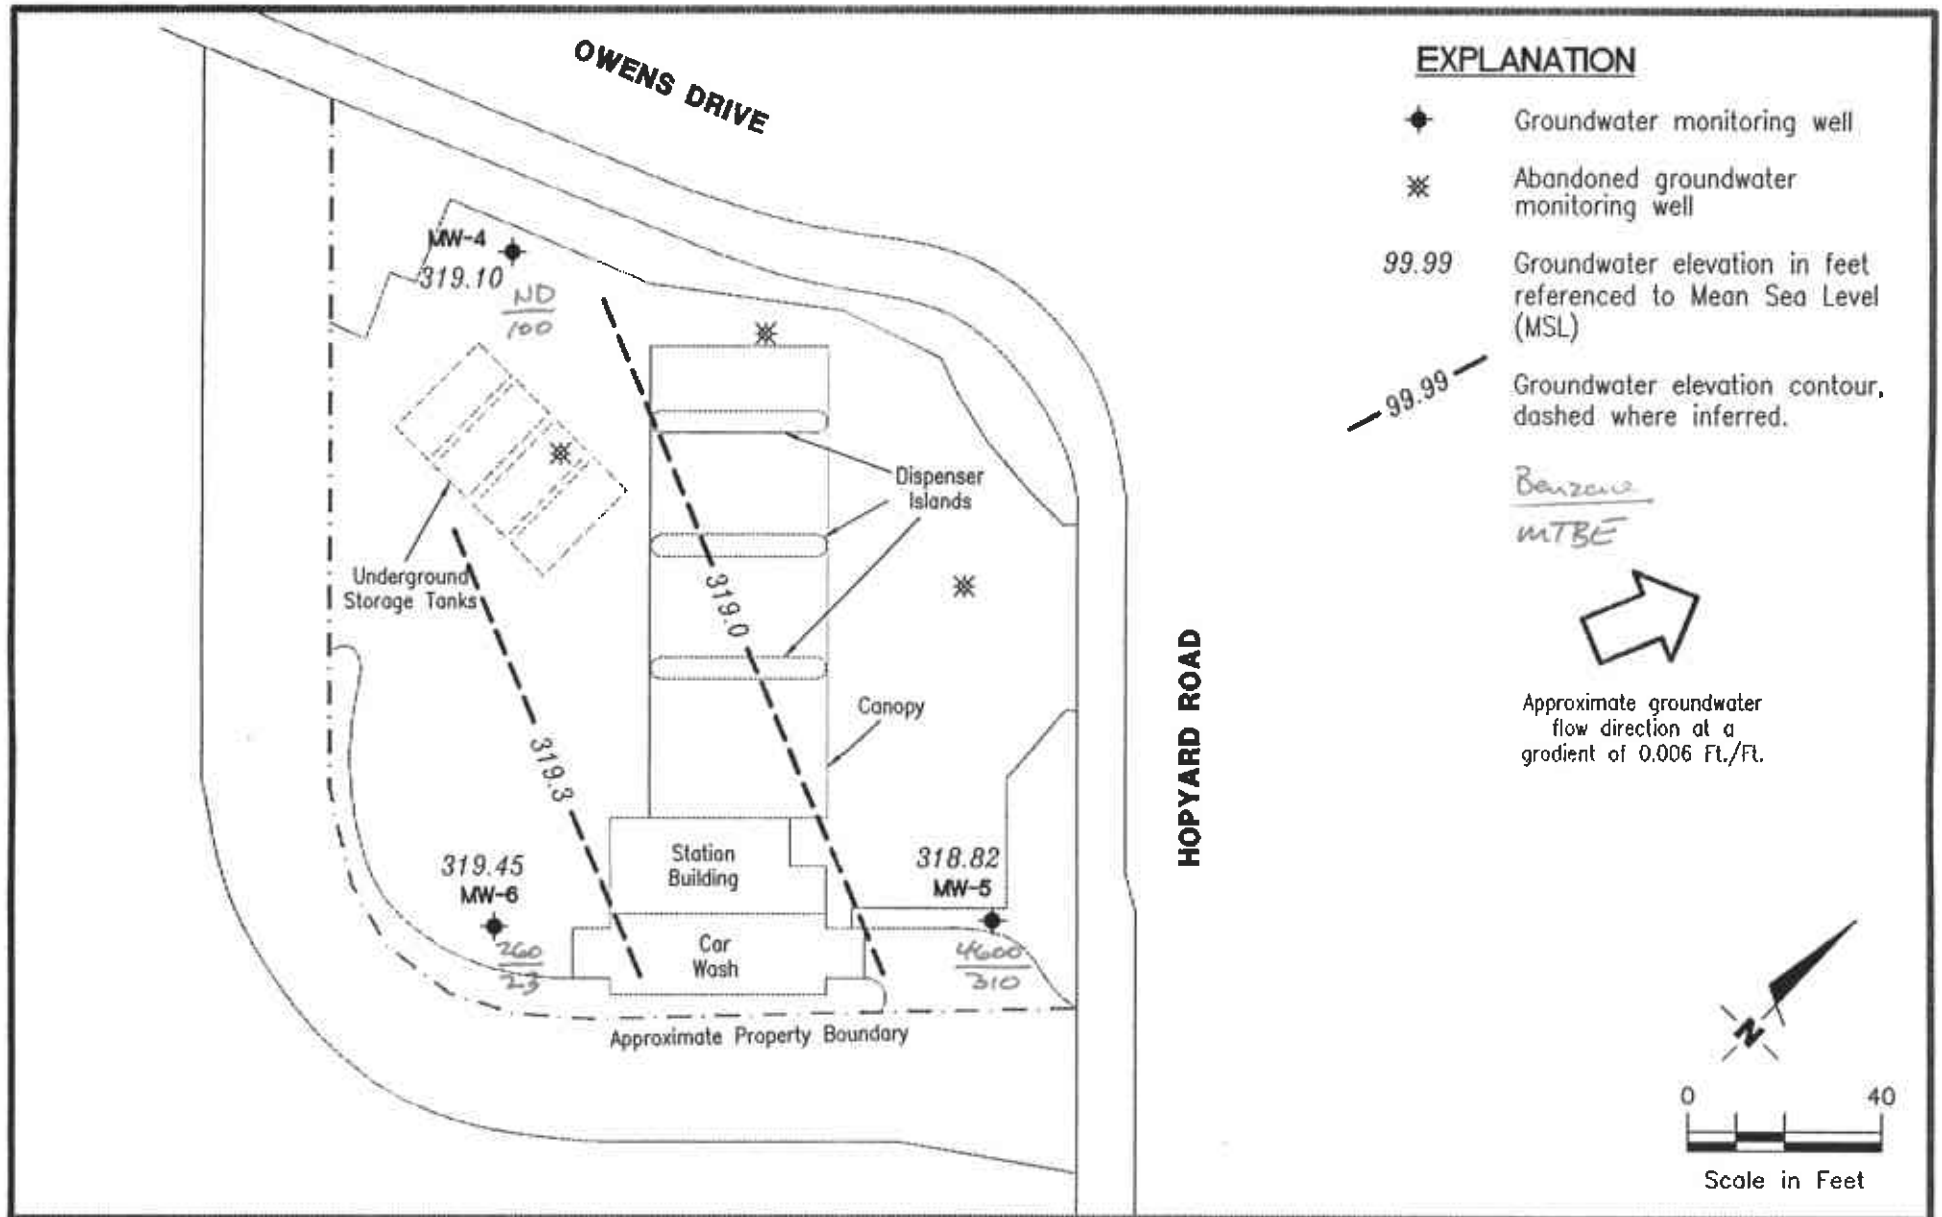 OWENS DRIVE
MW-4
319.10
ND
100
Dispenser
Islands
Underground
Storage Tanks
319.0
Canopy
319.3
319.45
MW-6
260
23
Station
Building
318.82
MW-5
4600
310
Car
Wash
Approximate Property Boundary
HOPYARD ROAD
EXPLANATION
Groundwater monitoring well
Abandoned groundwater
monitoring well
99.99
Groundwater elevation in feet
referenced to Mean Sea Level
(MSL)
99.99
Groundwater elevation contour,
dashed where inferred.
Benzene
MTBE
Approximate groundwater
flow direction at a
gradient of 0.006 Ft./Ft.
N
0 40
Scale in Feet